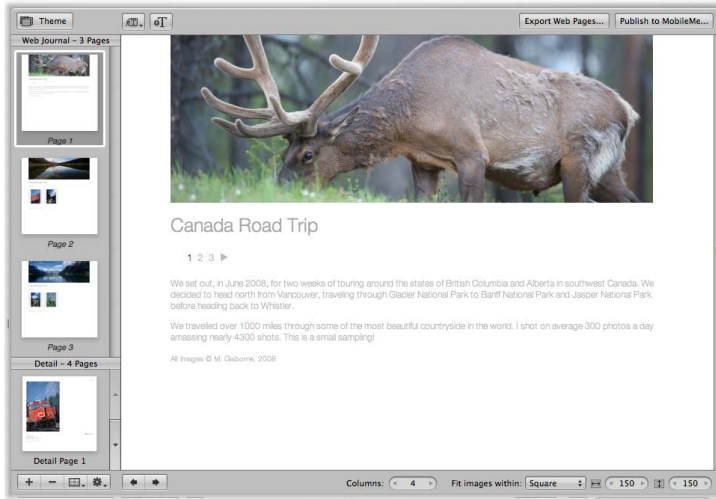 Theme
Export Web Pages...
Publish to MobileMe...
Web Journal – 3 Pages
Page 1
Page 2
Page 3
Detail – 4 Pages
Detail Page 1
Canada Road Trip
1 2 3
We set out, in June 2008, for two weeks of touring around the states of British Columbia and Alberta in southwest Canada. We
decided to head north from Vancouver, traveling through Glacier National Park to Banff National Park and Jasper National Park
before heading back to Whistler.
We travelled over 1000 miles through some of the most beautiful countryside in the world. I shot on average 300 photos a day
amassing nearly 4300 shots. This is a small sampling!
All images © M. Gisborne, 2008
Columns: 4 Fit images within: Square 150 150